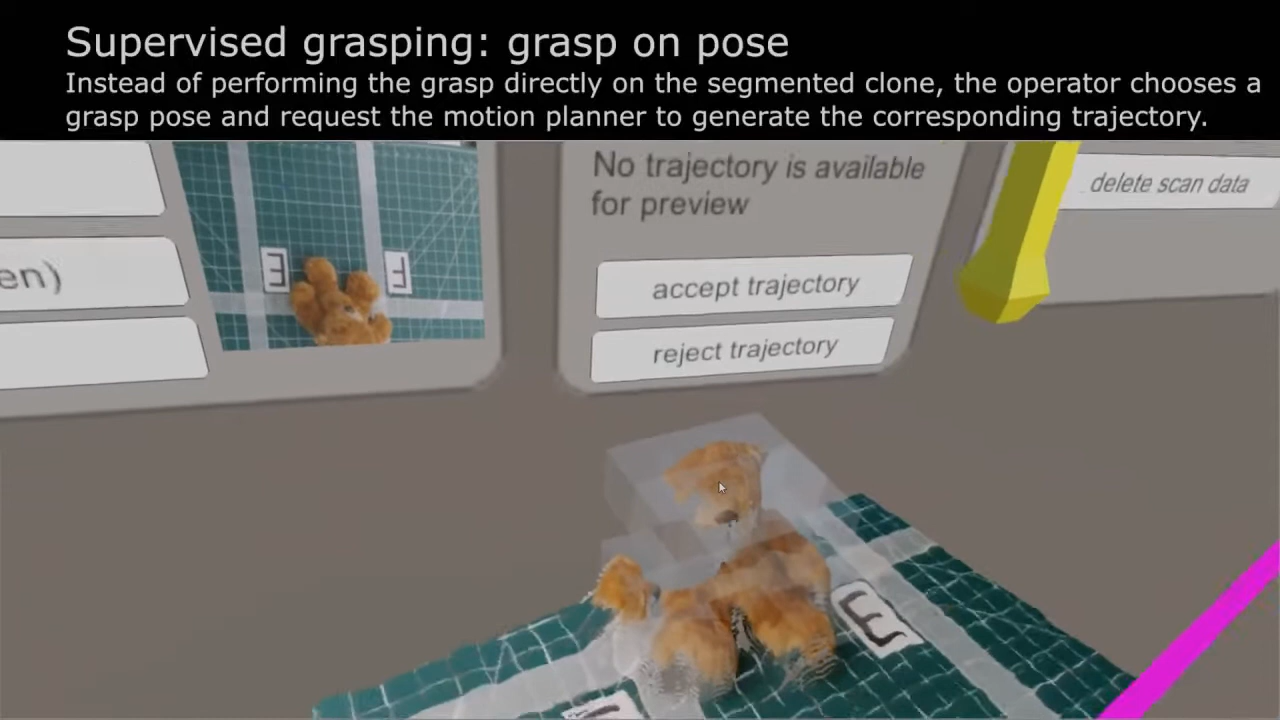 Supervised grasping: grasp on pose
Instead of performing the grasp directly on the segmented clone, the operator chooses a
grasp pose and request the motion planner to generate the corresponding trajectory.
en)
No trajectory is available
for preview
accept trajectory
reject trajectory
delete scan data
E
E
E